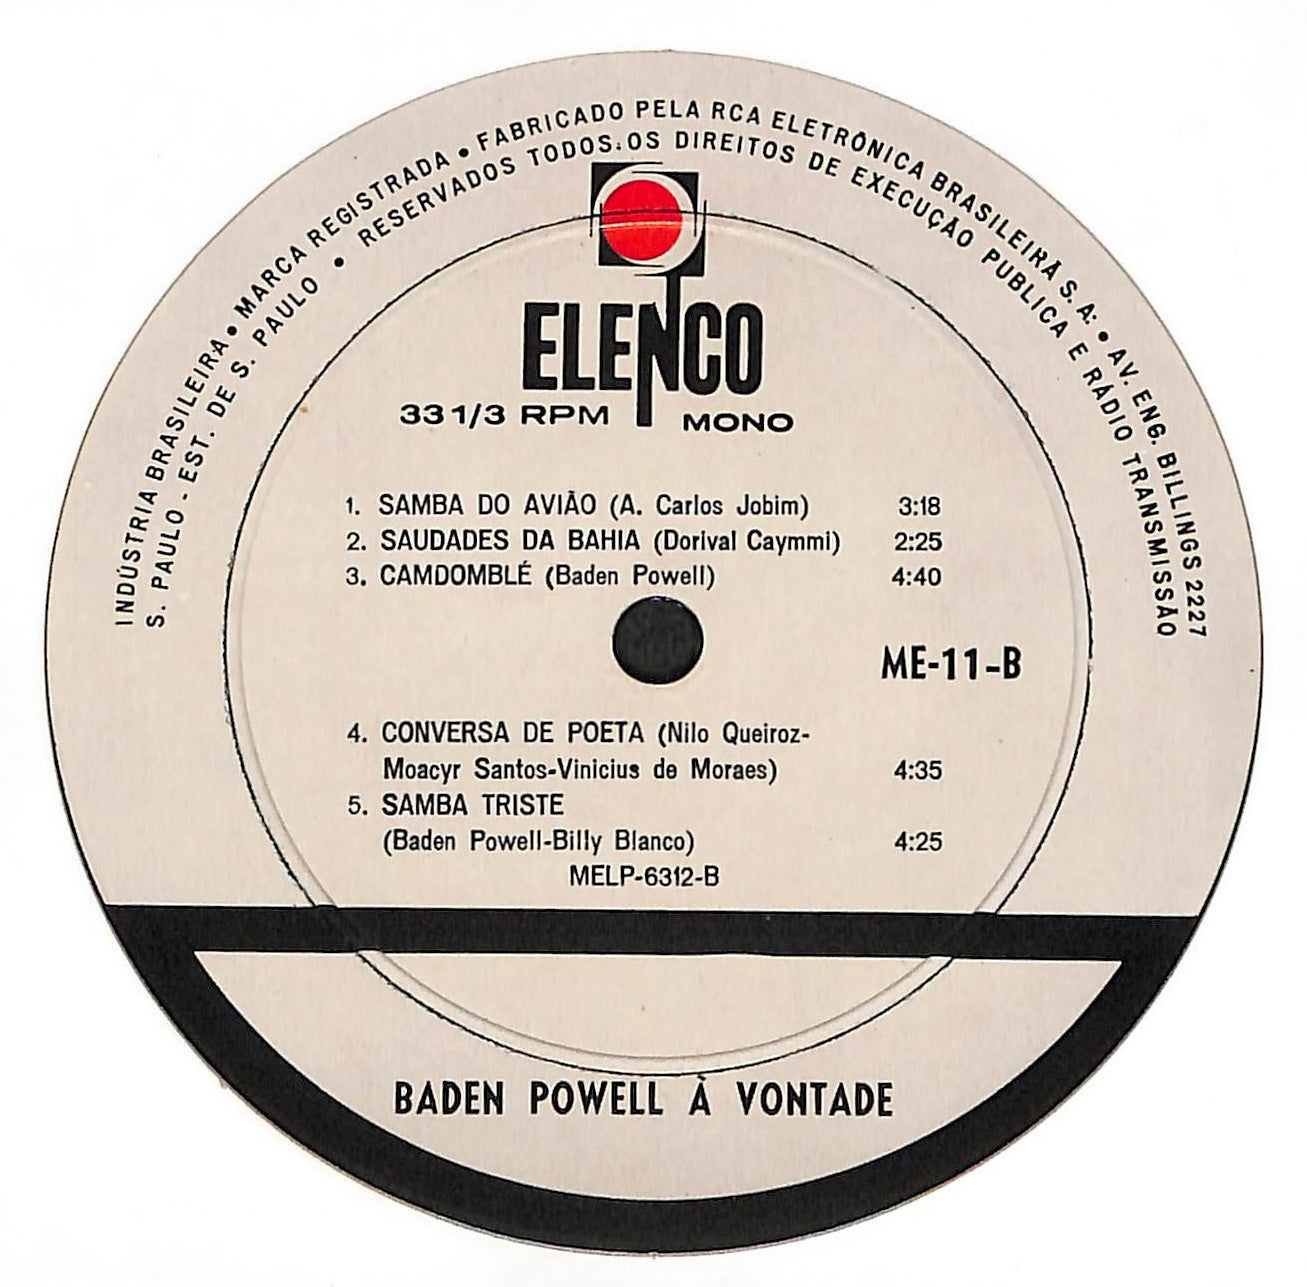 INDÚSTRIA BRASILEIRA • MARCA REGISTRADA • FABRICADO PELA RCA ELETRÔNICA BRASILEIRA S.A. • AV. ENG. BILLINGS 2227
S. PAULO - EST. DE S. PAULO • RESERVADOS TODOS OS DIREITOS DE EXECUÇÃO PUBLICA E RÁDIO TRANSMISSÃO
ELENCO
33 1/3 RPM MONO
1. SAMBA DO AVIÃO (A. Carlos Jobim) 3:18
2. SAUDADES DA BAHIA (Dorival Caymmi) 2:25
3. CAMDOMBLÉ (Baden Powell) 4:40
ME-11-B
4. CONVERSA DE POETA (Nilo Queiroz-
Moacyr Santos-Vinicius de Moraes) 4:35
5. SAMBA TRISTE
(Baden Powell-Billy Blanco) 4:25
MELP-6312-B
BADEN POWELL À VONTADE